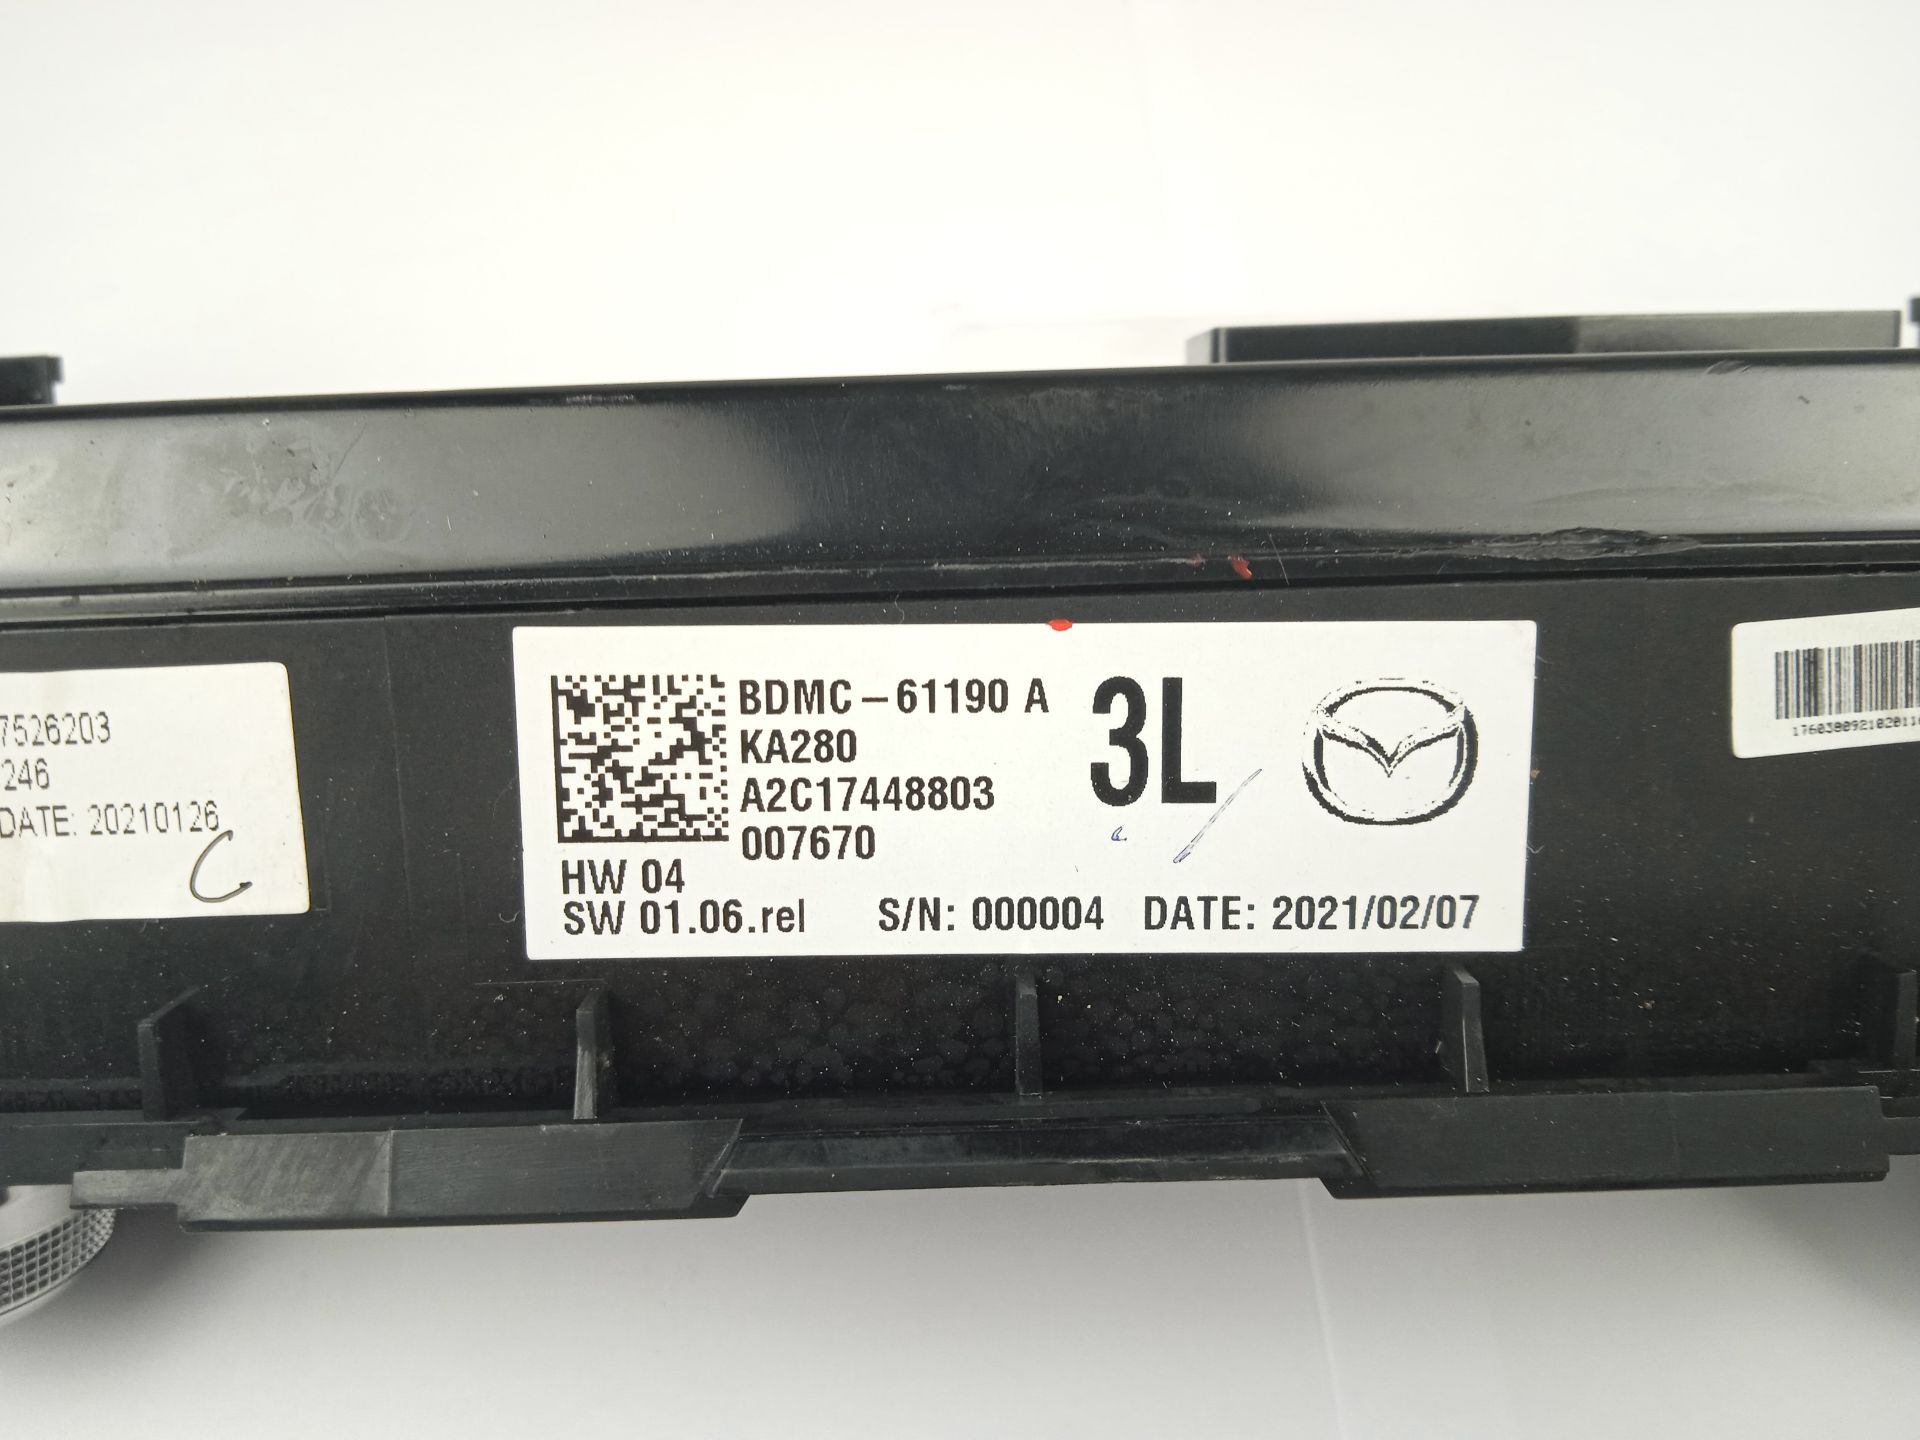 7526203
246
DATE: 20210126
C
BDMC-61190 A
KA280
A2C17448803
007670
3L
HW 04
SW 01.06.rel
S/N: 000004
DATE: 2021/02/07